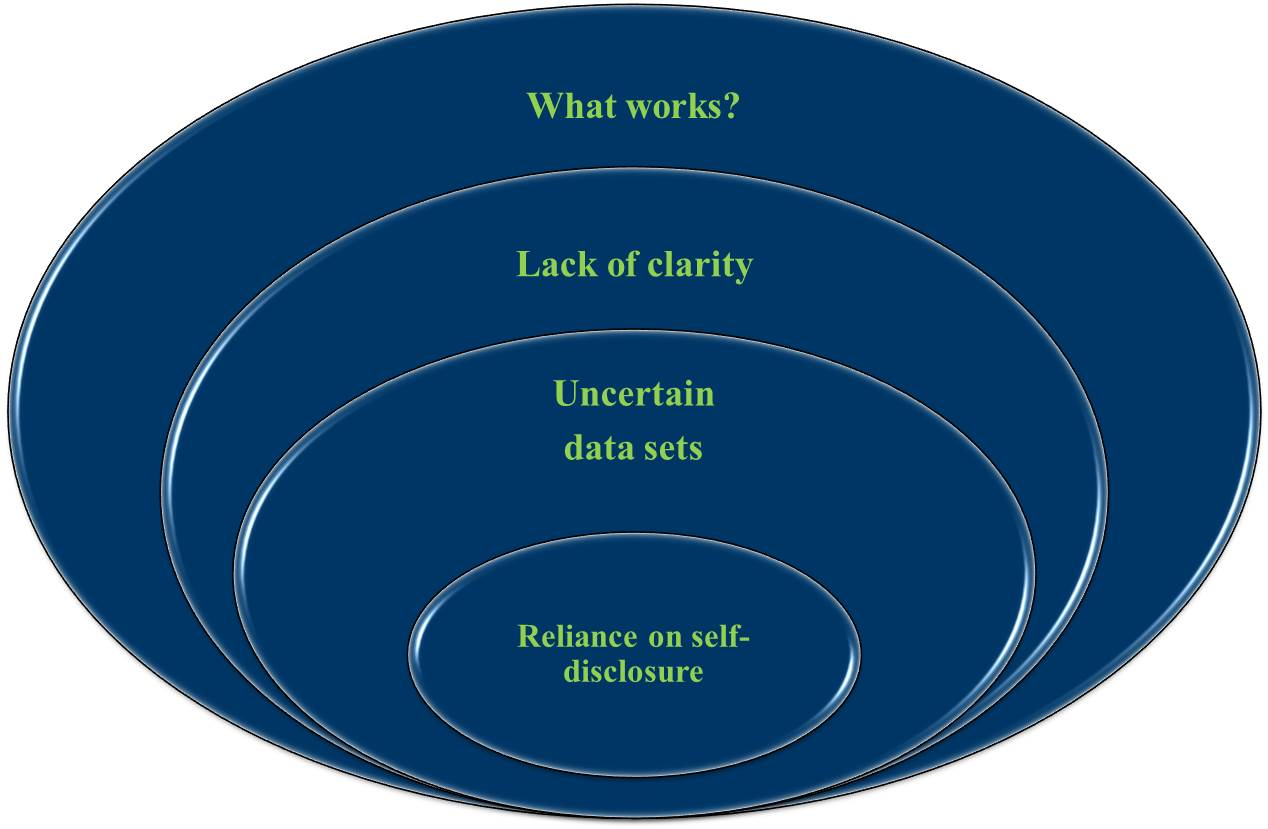 What works?
Lack of clarity
Uncertain
data sets
Reliance on self-
disclosure